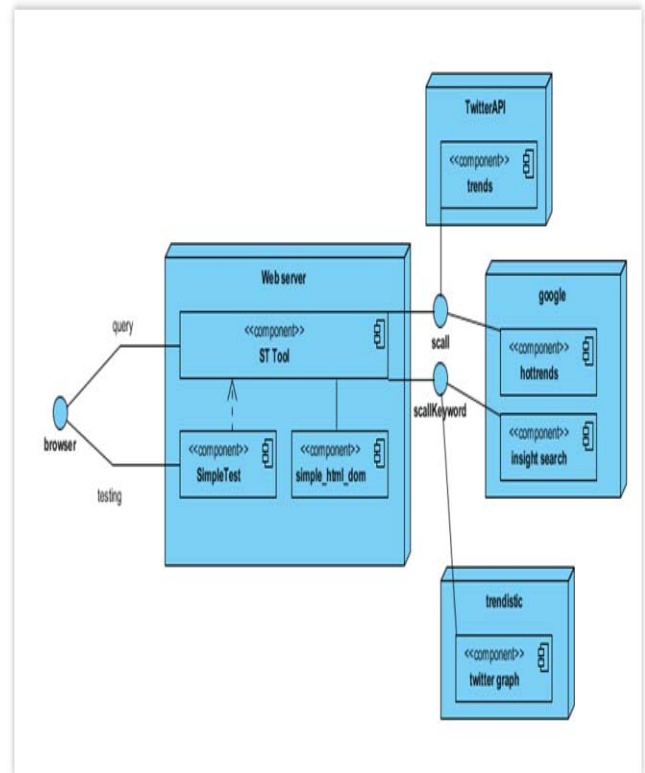 TwitterAPI
<<component>>
trends
Web server
google
query
<<component>>
ST Tool
scall
<<component>>
hottrends
scallKeyword
browser
<<component>>
SimpleTest
<<component>>
simple_html_dom
<<component>>
insight search
testing
trendistic
<<component>>
twitter graph